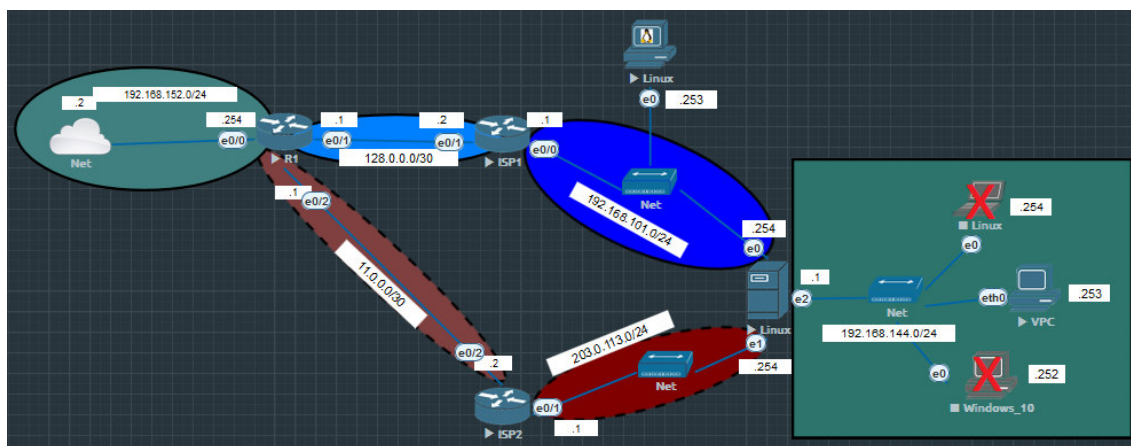 Linux
e0
.253
192.168.152.0/24
.2
.254
e0/0
Net
R1
.1
e0/1
128.0.0.0/30
.2
e0/1
ISP1
.1
e0/0
Net
192.168.101.0/24
.254
e0
.1
e0/2
11.0.0.0/30
e0/2
.2
ISP2
e0/1
.1
203.0.113.0/24
Net
e1
.254
Linux
e2
.1
Net
192.168.144.0/24
Linux
.254
e0
eth0
VPC
.253
e0
Windows_10
.252